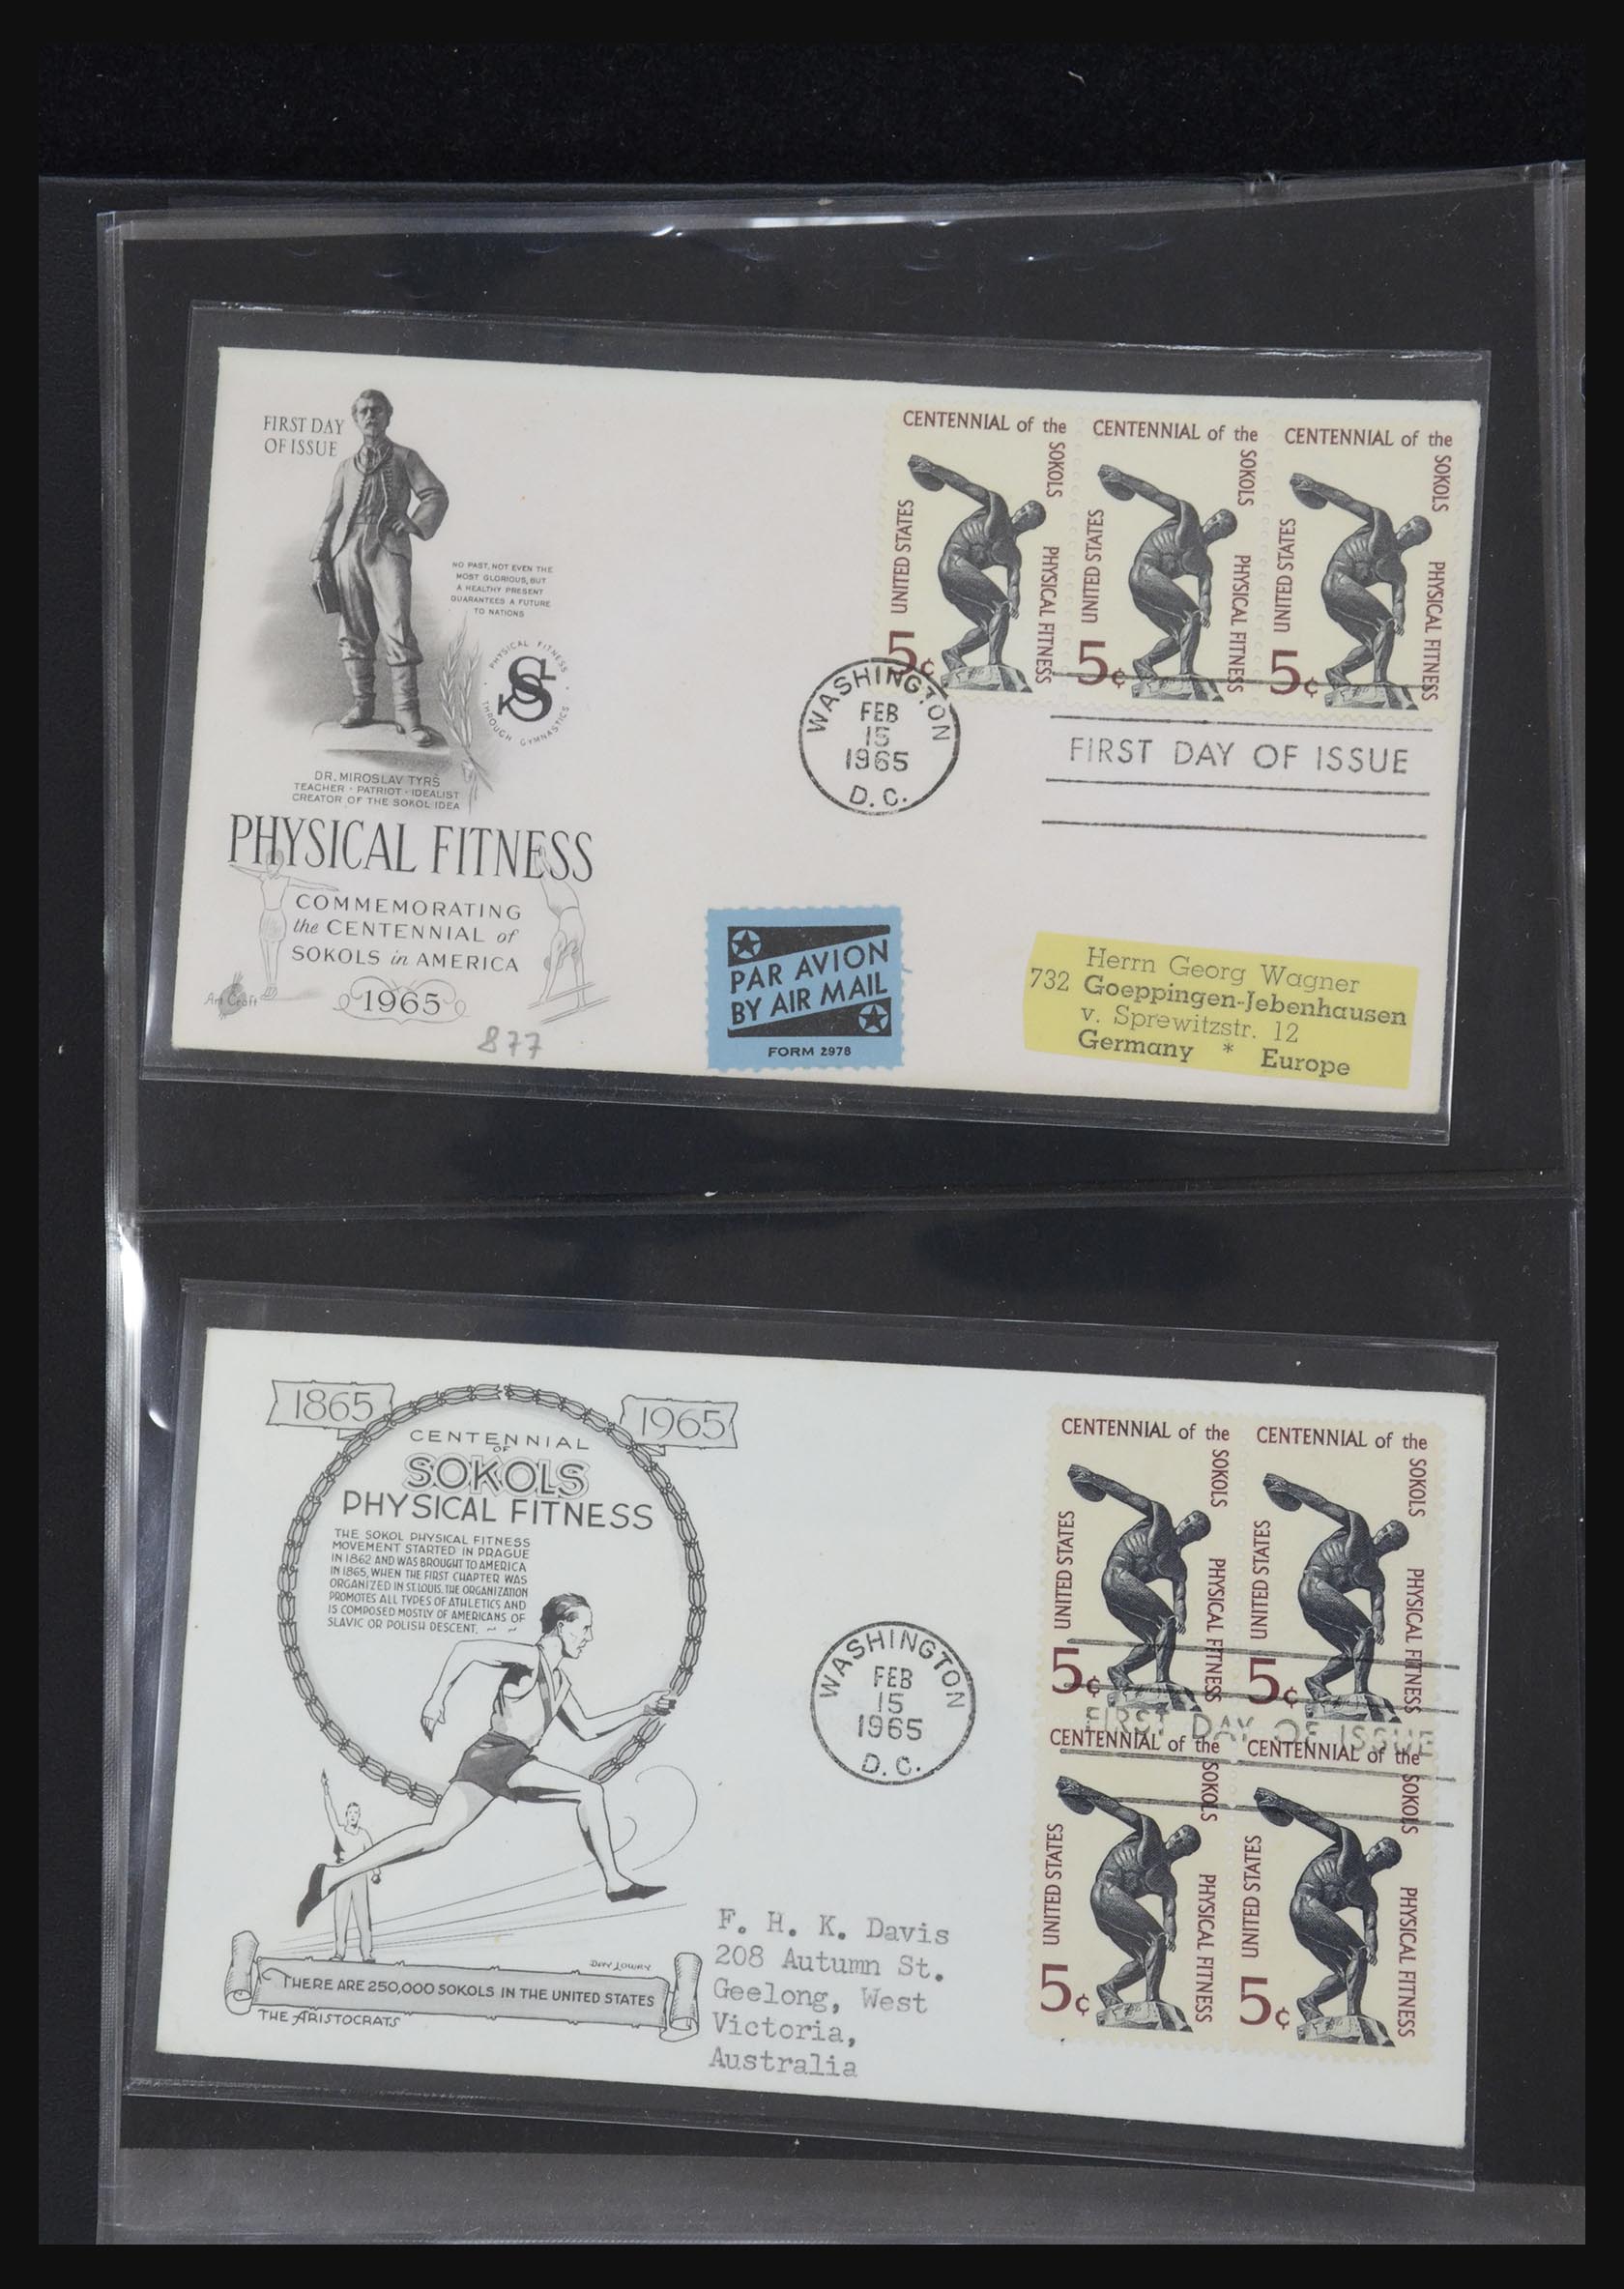 FIRST DAY
OF ISSUE
NO PAST, NOT EVEN THE
MOST GLORIOUS, BUT
A HEALTHY PRESENT
GUARANTEES A FUTURE
TO NATIONS
PHYSICAL FITNESS
THROUGH GYMNASTICS
DR. MIROSLAV TYRŠ
TEACHER · PATRIOT · IDEALIST
CREATOR OF THE SOKOL IDEA
PHYSICAL FITNESS
COMMEMORATING
the CENTENNIAL of
SOKOLS in AMERICA
1965
Art Craft
877
CENTENNIAL of the
SOKOLS
PHYSICAL FITNESS
UNITED STATES
5¢
CENTENNIAL of the
SOKOLS
PHYSICAL FITNESS
UNITED STATES
5¢
CENTENNIAL of the
SOKOLS
PHYSICAL FITNESS
UNITED STATES
5¢
WASHINGTON
FEB
15
1965
D. C.
FIRST DAY OF ISSUE
PAR AVION
BY AIR MAIL
FORM 2978
Herrn Georg Wagner
732 Goeppingen-Jebenhausen
v. Sprewitzstr. 12
Germany * Europe
1865
1965
CENTENNIAL
OF
SOKOLS
PHYSICAL FITNESS
THE SOKOL PHYSICAL FITNESS
MOVEMENT STARTED IN PRAGUE
IN 1862 AND WAS BROUGHT TO AMERICA
IN 1865, WHEN THE FIRST CHAPTER WAS
ORGANIZED IN ST. LOUIS. THE ORGANIZATION
PROMOTES ALL TYPES OF ATHLETICS AND
IS COMPOSED MOSTLY OF AMERICANS OF
SLAVIC OR POLISH DESCENT. ~ ~
DAY LOWRY
THERE ARE 250,000 SOKOLS IN THE UNITED STATES
THE ARISTOCRATS
WASHINGTON
FEB
15
1965
D. C.
F. H. K. Davis
208 Autumn St.
Geelong, West
Victoria,
Australia
CENTENNIAL of the
SOKOLS
PHYSICAL FITNESS
UNITED STATES
5¢
CENTENNIAL of the
SOKOLS
PHYSICAL FITNESS
UNITED STATES
5¢
FIRST DAY OF ISSUE
CENTENNIAL of the
SOKOLS
PHYSICAL FITNESS
UNITED STATES
5¢
CENTENNIAL of the
SOKOLS
PHYSICAL FITNESS
UNITED STATES
5¢